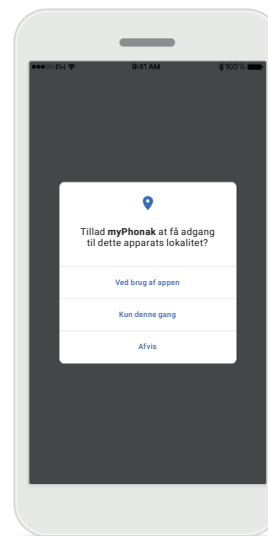 ●●●○○ PH 9:41 AM 100 %
Tillad myPhonak at få adgang
til dette apparats lokalitet?
Ved brug af appen
Kun denne gang
Afvis